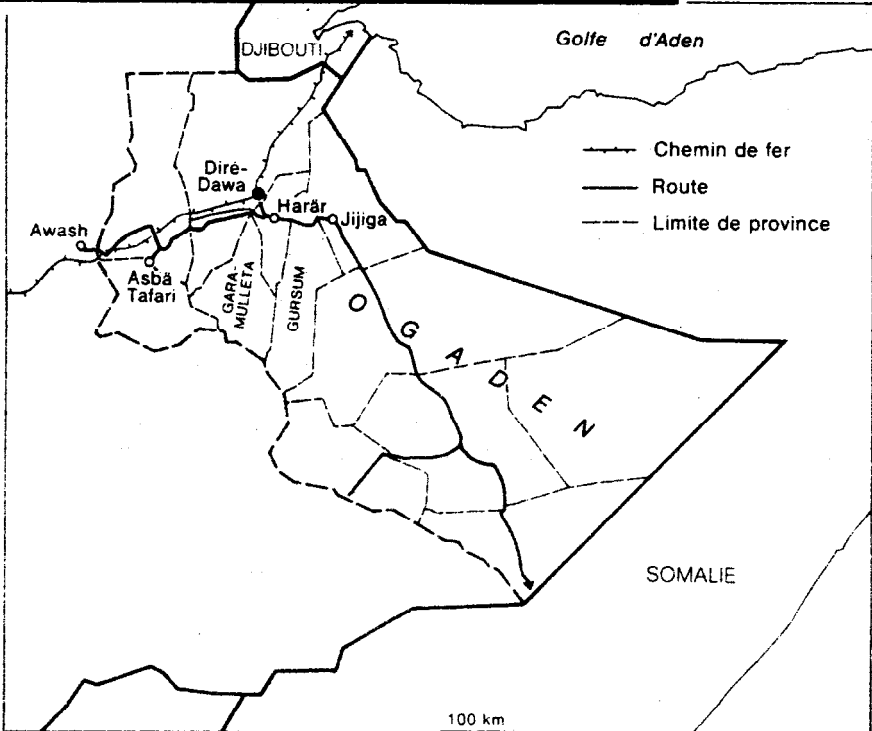 DJIBOUTI
Golfe d'Aden
Chemin de fer
Route
Limite de province
Diré-
Dawa
Harär
Jijiga
Awash
Asbä
Tafari
GARA-
MULLETA
GURSUM
OGADEN
SOMALIE
100 km